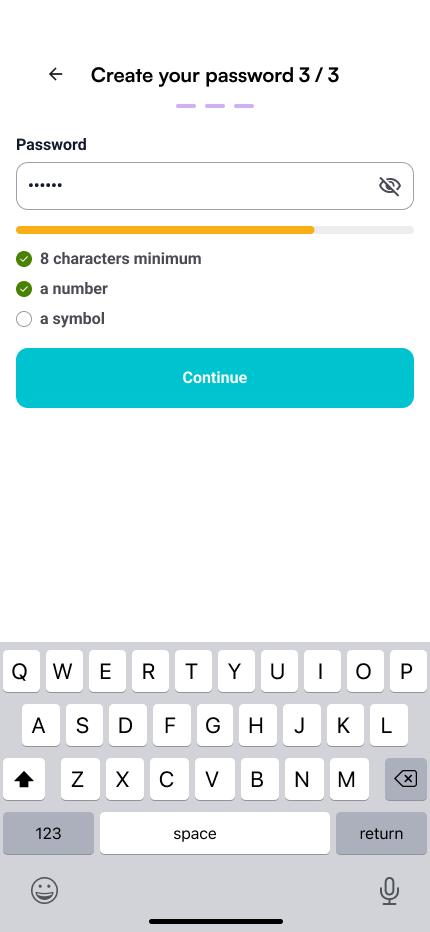 Create your password 3 / 3
Password
••••••
8 characters minimum
a number
a symbol
Continue
Q W E R T Y U I O P
A S D F G H J K L
Z X C V B N M
123 space return